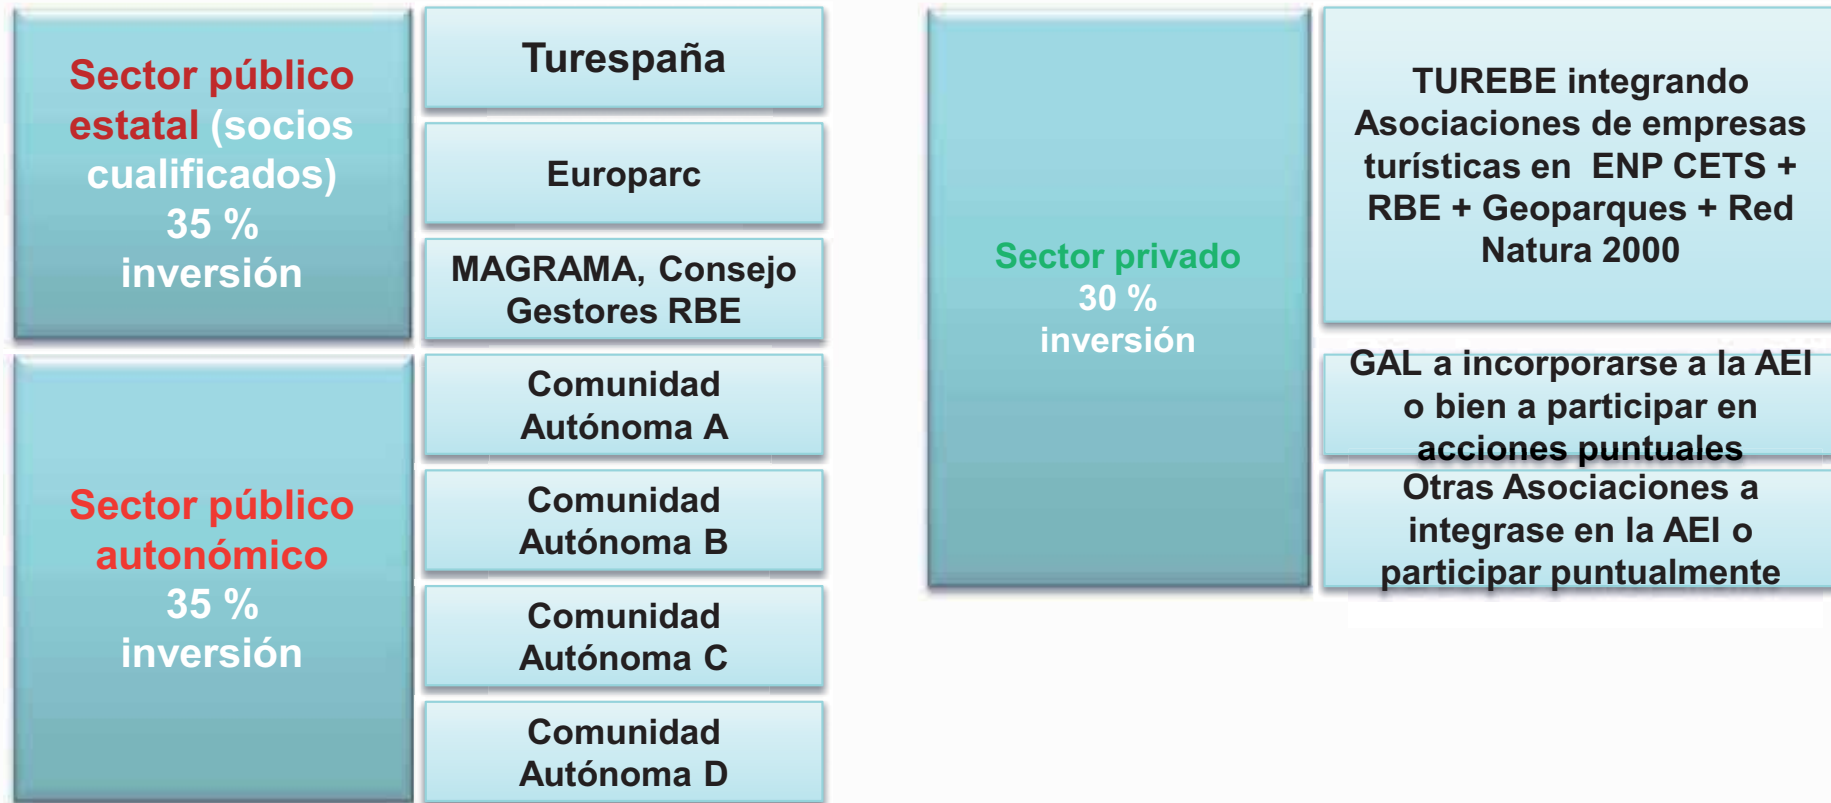 Sector público
estatal (socios
cualificados)
35 %
inversión
Turespaña
Europarc
MAGRAMA, Consejo
Gestores RBE
Sector público
autonómico
35 %
inversión
Comunidad
Autónoma A
Comunidad
Autónoma B
Comunidad
Autónoma C
Comunidad
Autónoma D
Sector privado
30 %
inversión
TUREBE integrando
Asociaciones de empresas
turísticas en ENP CETS +
RBE + Geoparques + Red
Natura 2000
GAL a incorporarse a la AEI
o bien a participar en
acciones puntuales
Otras Asociaciones a
integrase en la AEI o
participar puntualmente